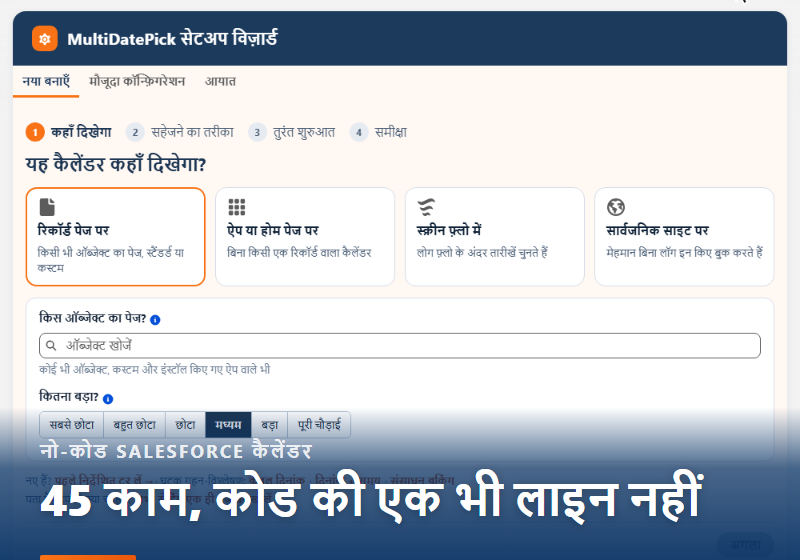 MultiDatePick सेटअप विज़ार्ड
नया बनाएँ मौजूदा कॉन्फ़िगरेशन आयात
1 कहाँ दिखेगा 2 सहेजने का तरीका 3 तुरंत शुरुआत 4 समीक्षा
यह कैलेंडर कहाँ दिखेगा?
रिकॉर्ड पेज पर
किसी भी ऑब्जेक्ट का पेज, स्टैंडर्ड या
कस्टम
ऐप या होम पेज पर
बिना किसी एक रिकॉर्ड वाला कैलेंडर
स्क्रीन फ़्लो में
लोग फ़्लो के अंदर तारीखें चुनते हैं
सार्वजनिक साइट पर
मेहमान बिना लॉग इन किए बुक करते हैं
किस ऑब्जेक्ट का पेज?
ऑब्जेक्ट खोजें
कोई भी ऑब्जेक्ट, कस्टम और इंस्टॉल किए गए ऐप वाले भी
कितना बड़ा?
सबसे छोटा बहुत छोटा छोटा मध्यम बड़ा पूरी चौड़ाई
नो-कोड SALESFORCE कैलेंडर
45 काम, कोड की एक भी लाइन नहीं
अगला